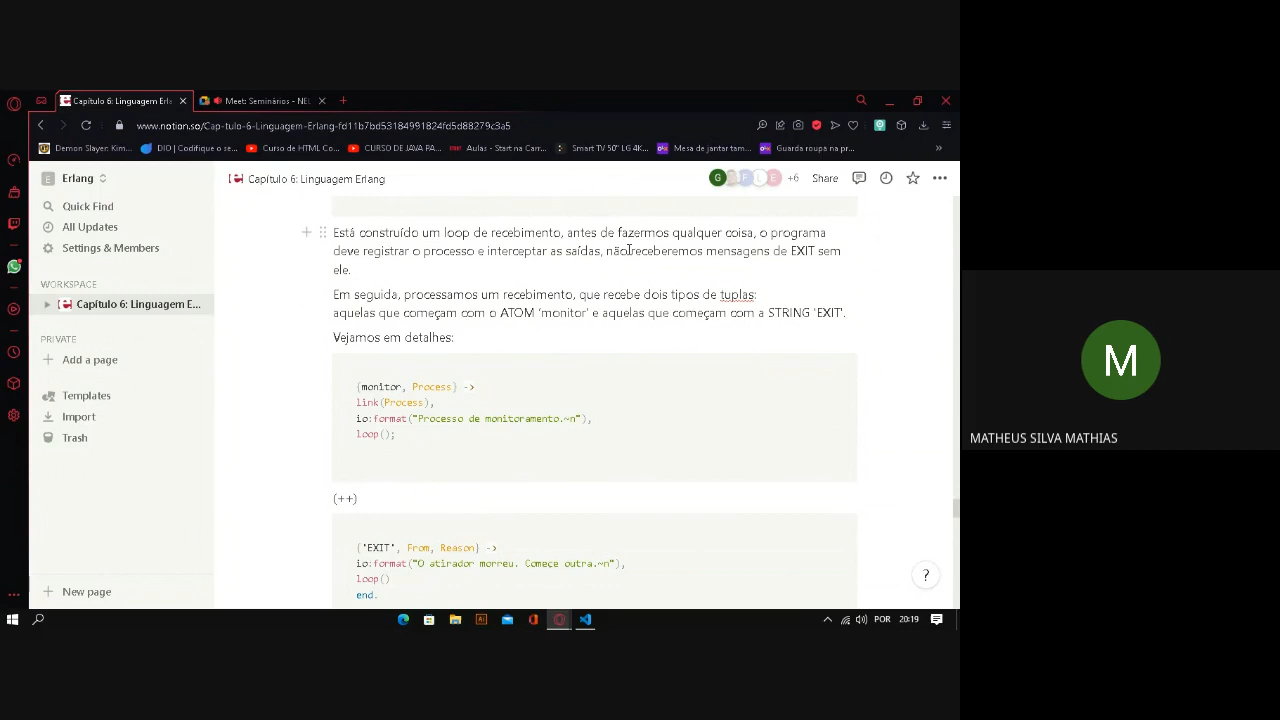 Capítulo 6: Linguagem Erla
Meet: Seminários - NEL
www.notion.so/Cap-tulo-6-Linguagem-Erlang-fd11b7bd53184991824fd5d88279c3a5
Demon Slayer: Kim...
DIO | Codifique o se...
Curso de HTML Co...
CURSO DE JAVA PA...
Aulas - Start na Carr...
Smart TV 50" LG 4K...
Mesa de jantar tam...
Guarda roupa na pr...
»
E Erlang
Capítulo 6: Linguagem Erlang
G F L E +6 Share
Quick Find
All Updates
Settings & Members
WORKSPACE
Capítulo 6: Linguagem E...
PRIVATE
Add a page
Templates
Import
Trash
New page
Está construído um loop de recebimento, antes de fazermos qualquer coisa, o programa
deve registrar o processo e interceptar as saídas, não receberemos mensagens de EXIT sem
ele.
Em seguida, processamos um recebimento, que recebe dois tipos de tuplas:
aquelas que começam com o ATOM 'monitor' e aquelas que começam com a STRING 'EXIT'.
Vejamos em detalhes:
{monitor, Process} ->
link(Process),
io:format("Processo de monitoramento.~n"),
loop();
(++)
{'EXIT', From, Reason} ->
io:format("O atirador morreu. Começe outra.~n"),
loop()
end.
?
POR 20:19
M
MATHEUS SILVA MATHIAS